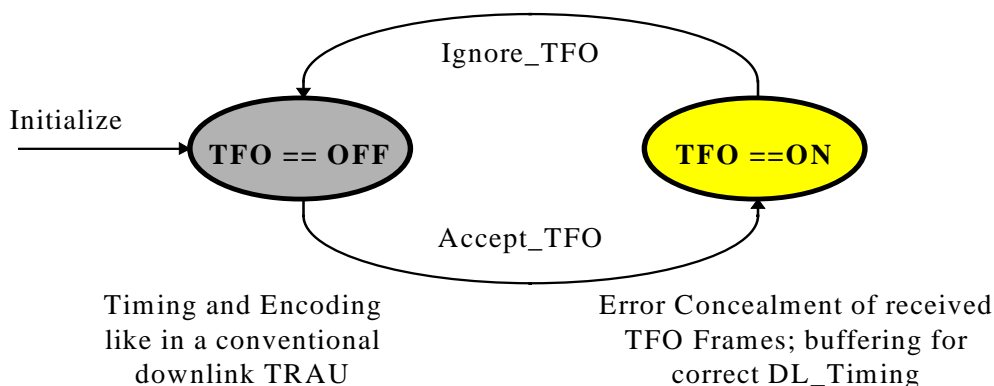 Ignore_TFO
Initialize
TFO == OFF
TFO ==ON
Accept_TFO
Timing and Encoding
like in a conventional
downlink TRAU
Error Concealment of received
TFO Frames; buffering for
correct DL_Timing